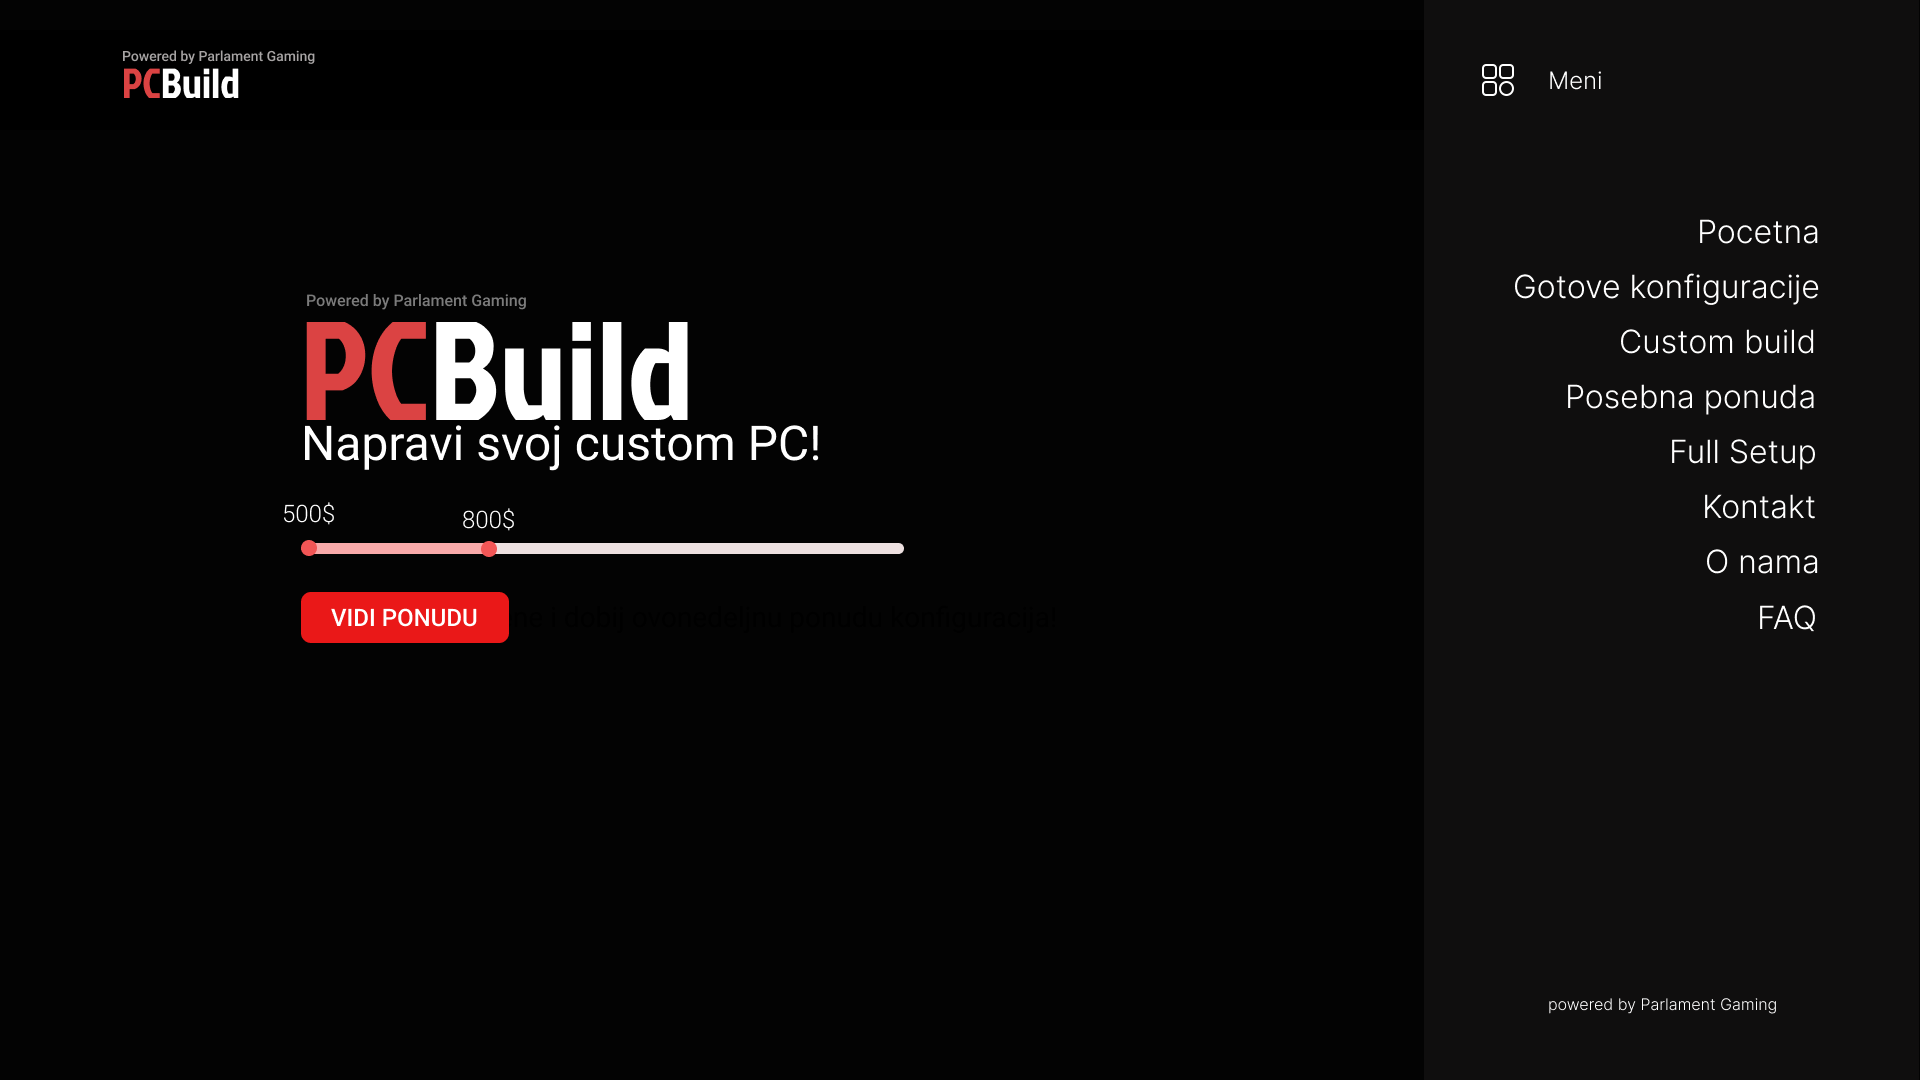 Powered by Parlament Gaming
PCBuild
Meni
Pocetna
Gotove konfiguracije
Custom build
Posebna ponuda
Full Setup
Kontakt
O nama
FAQ
Powered by Parlament Gaming
PCBuild
Napravi svoj custom PC!
500$
800$
VIDI PONUDU
i dobij ovonedeljnu ponudu konfiguracija!
powered by Parlament Gaming